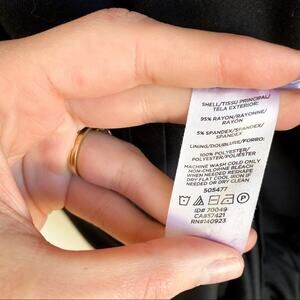 SHELL/TISSU PRINCIPAL/
TELA EXTERIOR:
95% RAYON/RAYONNE/
RAYÓN
5% SPANDEX/SPANDEX/
SPANDEX
LINING/DOUBLURE/FORRO:
100% POLYESTER/
POLYESTER/POLIÉSTER
MACHINE WASH COLD ONLY
NON-CHLORINE BLEACH
WHEN NEEDED RESHAPE
DRY FLAT COOL IRON IF
NEEDED OR DRY CLEAN
505477
ID# 70049
CA#57421
RN#140923